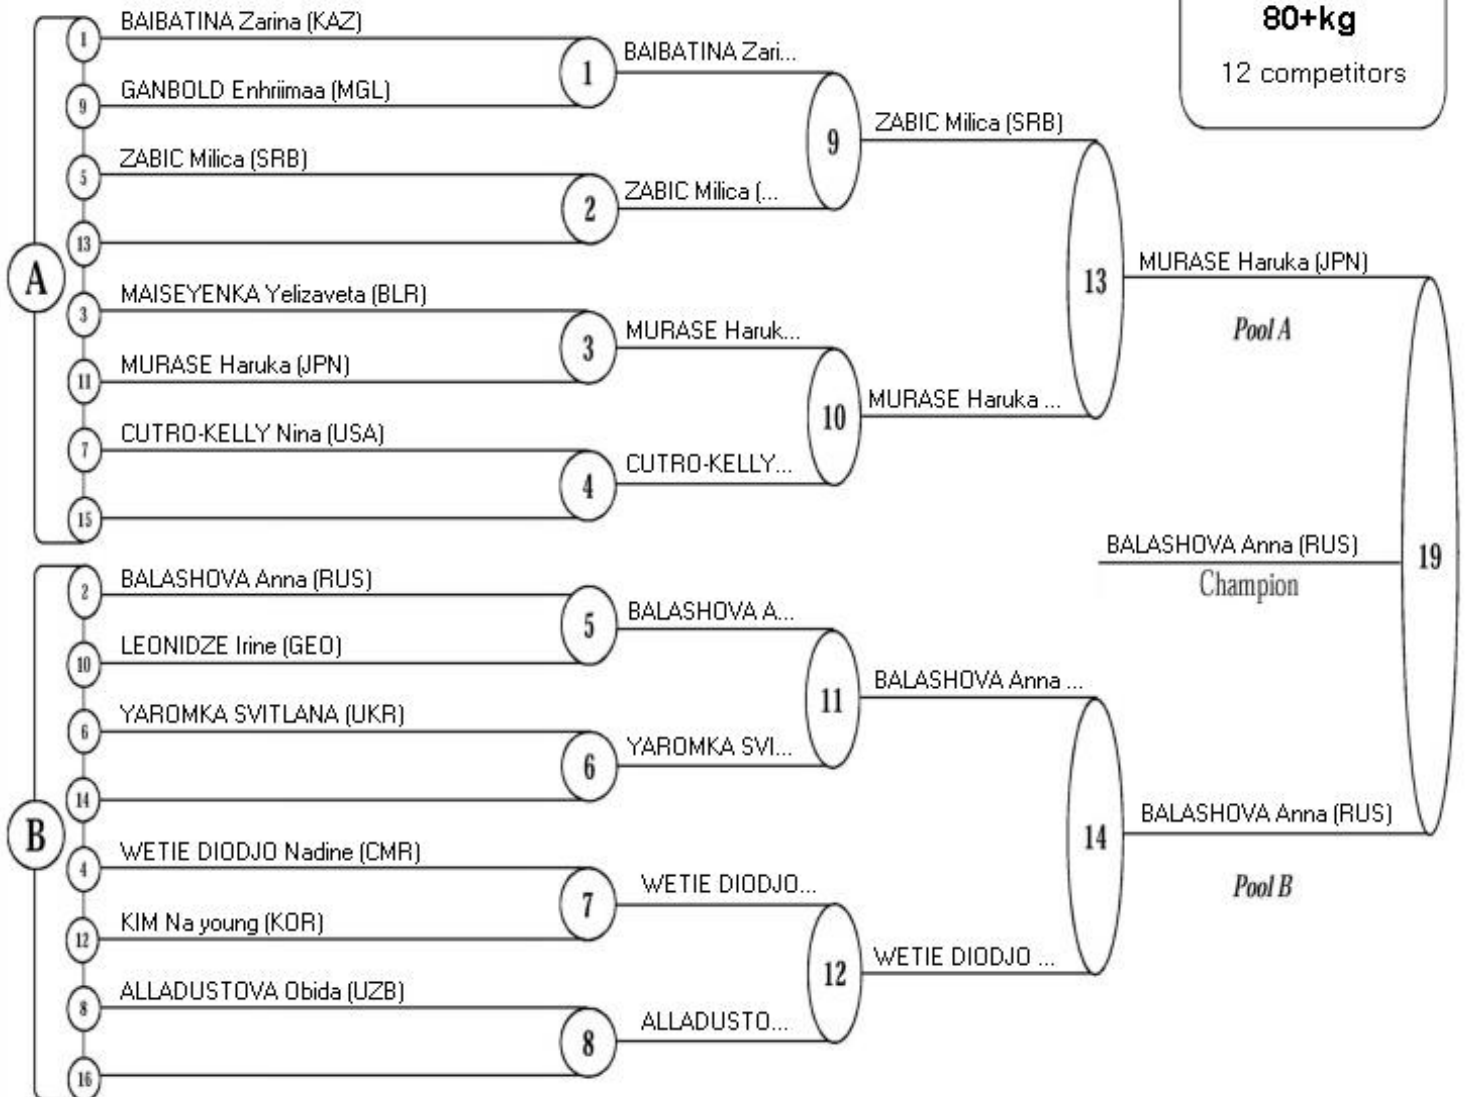 80+kg
12 competitors
A
1
BAIBATINA Zarina (KAZ)
9
GANBOLD Enhriimaa (MGL)
5
ZABIC Milica (SRB)
13
3
MAISEYENKA Yelizaveta (BLR)
11
MURASE Haruka (JPN)
7
CUTRO-KELLY Nina (USA)
15
B
2
BALASHOVA Anna (RUS)
10
LEONIDZE Irine (GEO)
6
YAROMKA SVITLANA (UKR)
14
4
WETIE DIODJO Nadine (CMR)
12
KIM Na young (KOR)
8
ALLADUSTOVA Obida (UZB)
16
1
BAIBATINA Zari...
2
ZABIC Milica (...
3
MURASE Haruk...
4
CUTRO-KELLY...
5
BALASHOVA A...
6
YAROMKA SVI...
7
WETIE DIODJO...
8
ALLADUSTO...
9
ZABIC Milica (SRB)
10
MURASE Haruka ...
11
BALASHOVA Anna ...
12
WETIE DIODJO ...
13
MURASE Haruka (JPN)
Pool A
14
BALASHOVA Anna (RUS)
Pool B
19
BALASHOVA Anna (RUS)
Champion